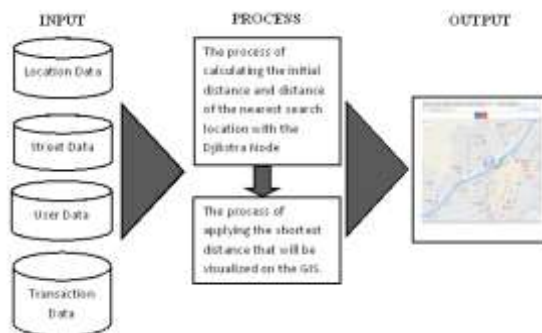 INPUT
PROCESS
OUTPUT
Location Data
Street Data
User Data
Transaction
Data
The process of
calculating the initial
distance and distance
of the nearest search
location with the
Djikstra Node
The process of
applying the shortest
distance that will be
visualized on the GIS.